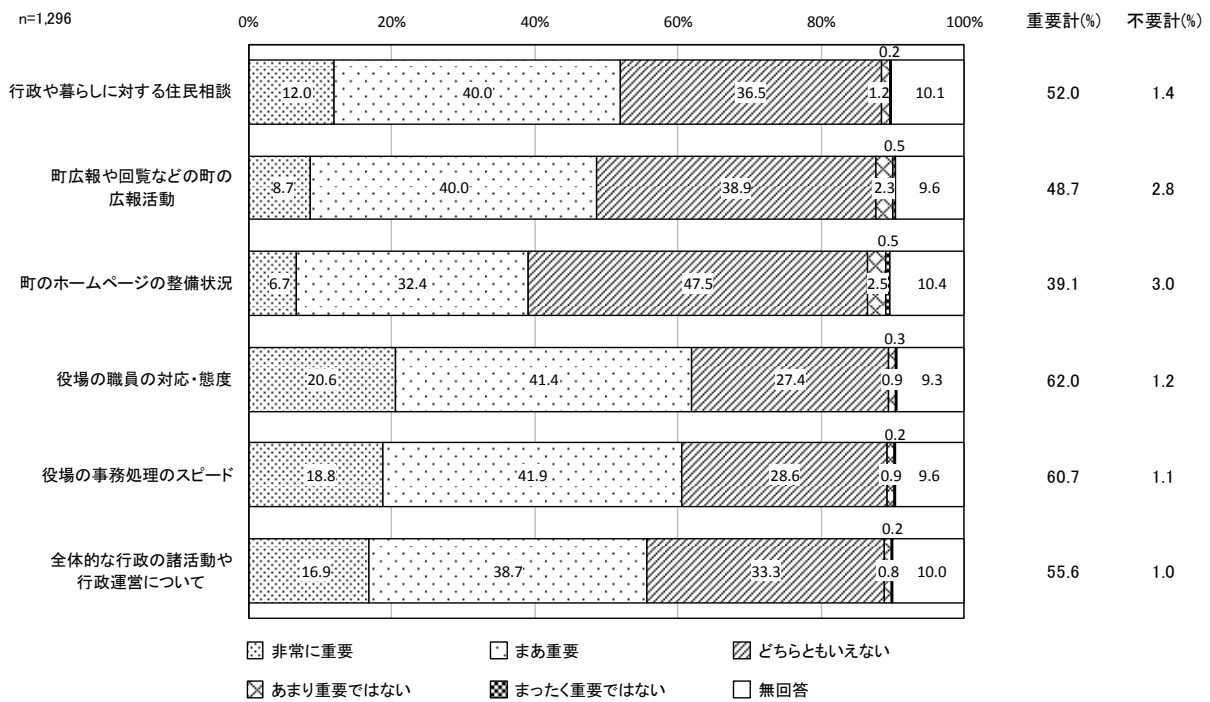 n=1,296
0% 20% 40% 60% 80% 100% 重要計(%) 不要計(%)
0.2
行政や暮らしに対する住民相談 12.0 40.0 36.5 1.2 10.1 52.0 1.4
0.5
町広報や回覧などの町の
広報活動
8.7 40.0 38.9 2.3 9.6 48.7 2.8
0.5
町のホームページの整備状況 6.7 32.4 47.5 2.5 10.4 39.1 3.0
0.3
役場の職員の対応・態度 20.6 41.4 27.4 0.9 9.3 62.0 1.2
0.2
役場の事務処理のスピード 18.8 41.9 28.6 0.9 9.6 60.7 1.1
0.2
全体的な行政の諸活動や
行政運営について
16.9 38.7 33.3 0.8 10.0 55.6 1.0
非常に重要 まあ重要 どちらともいえない
あまり重要ではない まったく重要ではない 無回答